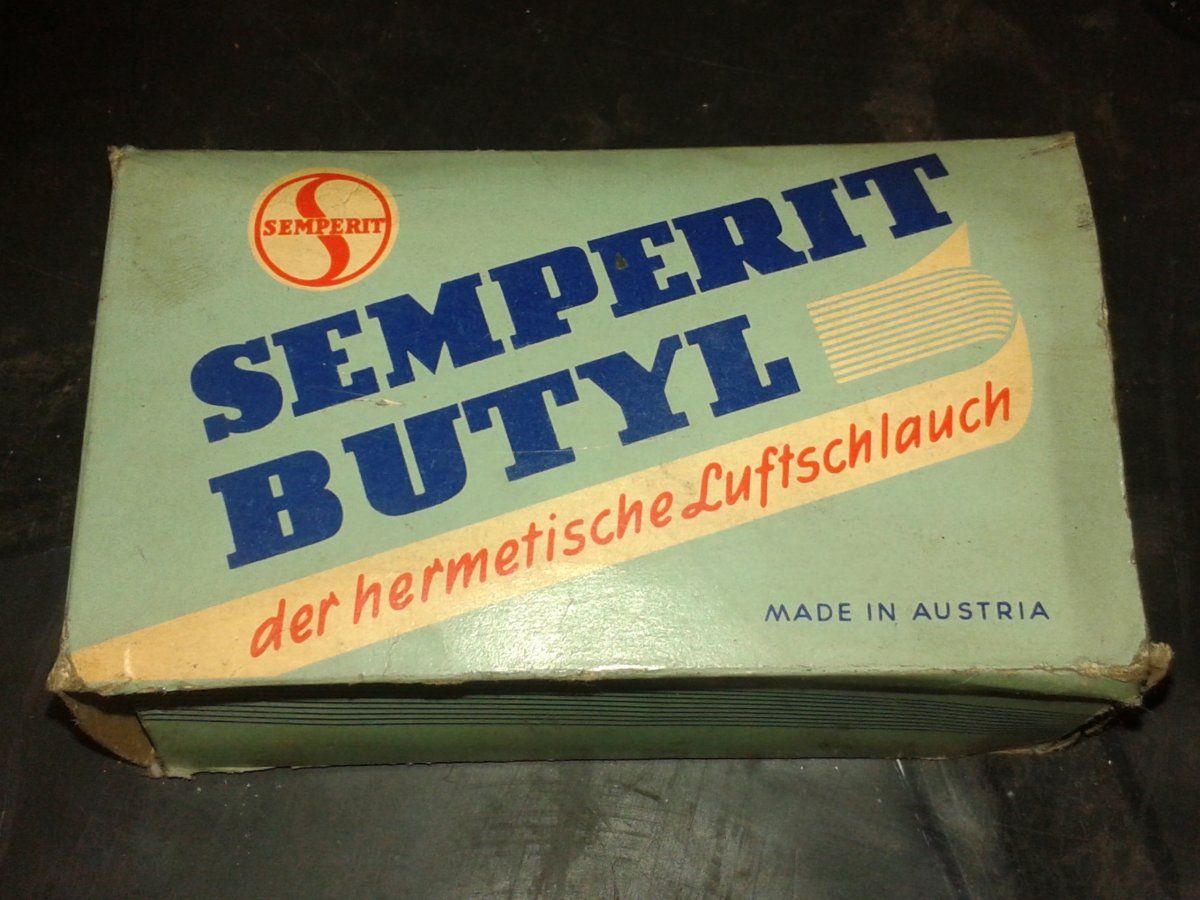 SEMPERIT
SEMPERIT
BUTYL
der hermetische Luftschlauch
MADE IN AUSTRIA